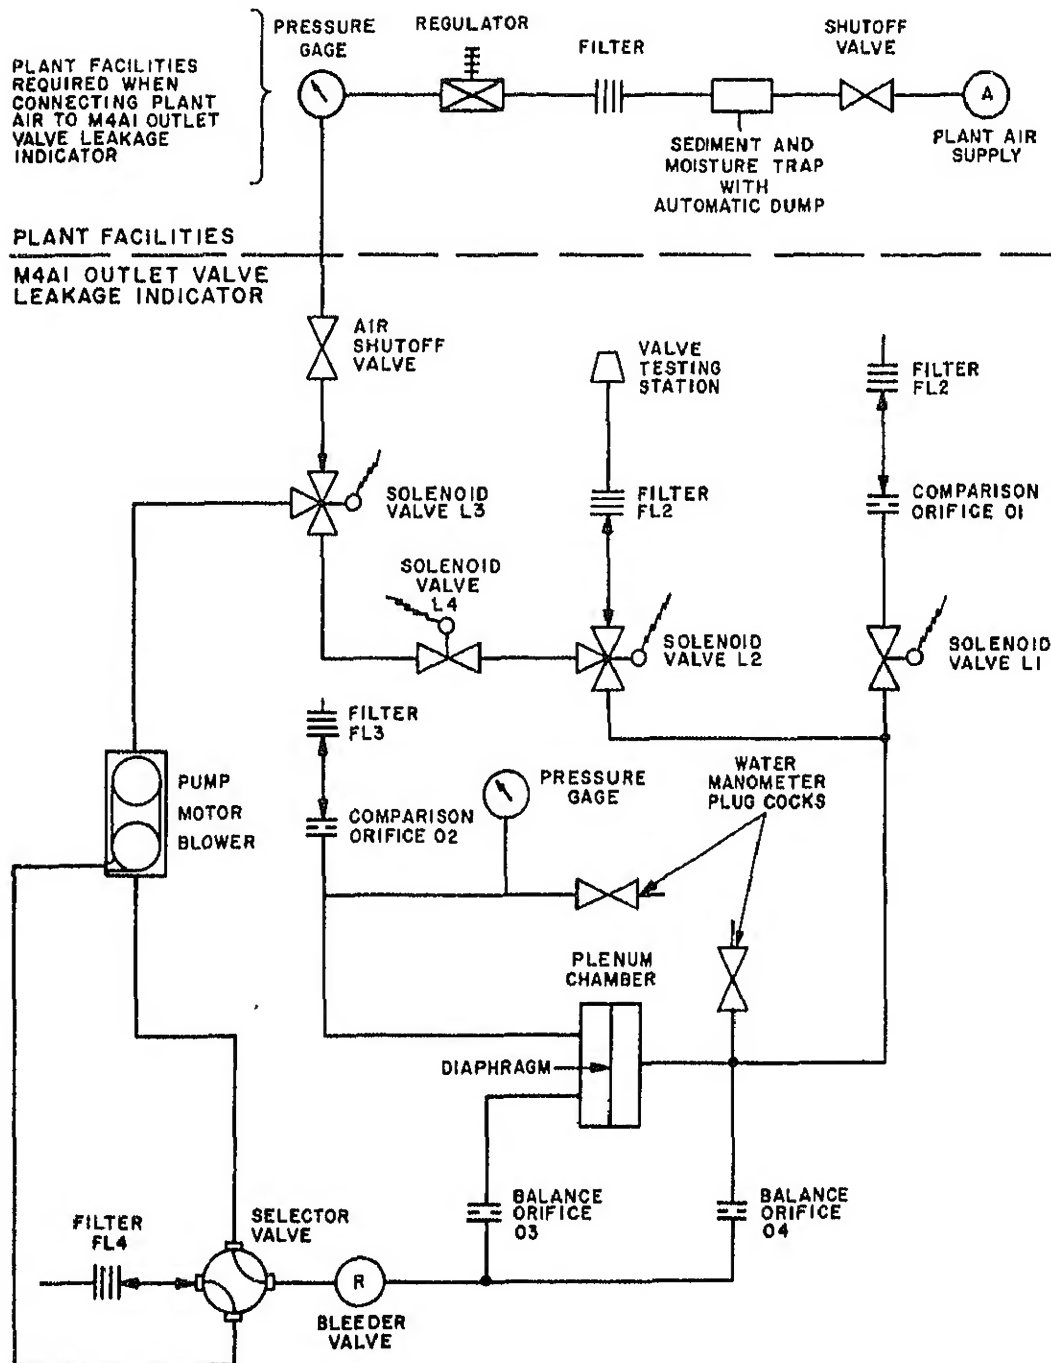 PRESSURE
GAGE
REGULATOR
FILTER
SHUTOFF
VALVE
PLANT FACILITIES
REQUIRED WHEN
CONNECTING PLANT
AIR TO M4A1 OUTLET
VALVE LEAKAGE
INDICATOR
A
PLANT AIR
SUPPLY
SEDIMENT AND
MOISTURE TRAP
WITH
AUTOMATIC DUMP
PLANT FACILITIES
M4A1 OUTLET VALVE
LEAKAGE INDICATOR
AIR
SHUTOFF
VALVE
VALVE
TESTING
STATION
FILTER
FL2
SOLENOID
VALVE L3
FILTER
FL2
COMPARISON
ORIFICE O1
SOLENOID
VALVE
L4
SOLENOID
VALVE L2
SOLENOID
VALVE L1
FILTER
FL3
PRESSURE
GAGE
WATER
MANOMETER
PLUG COCKS
PUMP
MOTOR
BLOWER
COMPARISON
ORIFICE O2
PLENUM
CHAMBER
DIAPHRAGM
BALANCE
ORIFICE
O3
BALANCE
ORIFICE
O4
FILTER
FL4
SELECTOR
VALVE
R
BLEEDER
VALVE